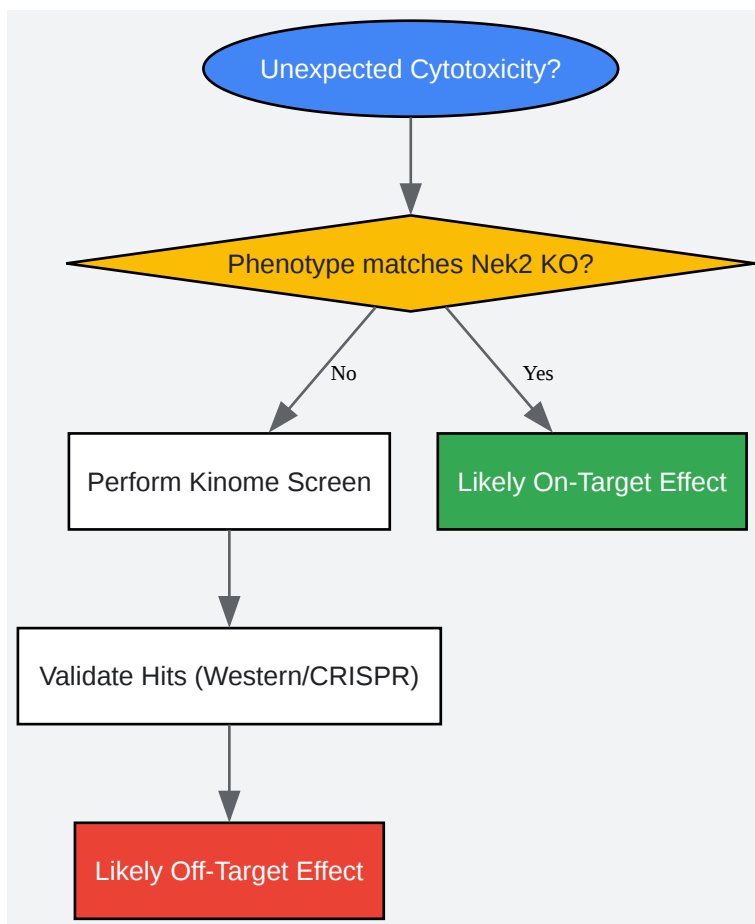 Unexpected Cytotoxicity?
Phenotype matches Nek2 KO?
No
Yes
Perform Kinome Screen
Likely On-Target Effect
Validate Hits (Western/CRISPR)
Likely Off-Target Effect